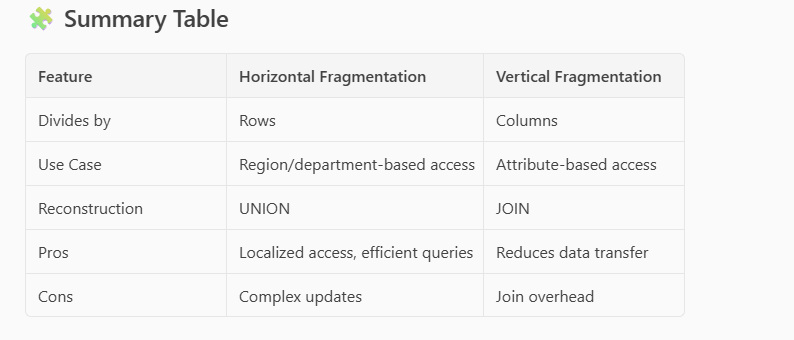 🧩 Summary Table
Feature Horizontal Fragmentation Vertical Fragmentation
Divides by Rows Columns
Use Case Region/department-based access Attribute-based access
Reconstruction UNION JOIN
Pros Localized access, efficient queries Reduces data transfer
Cons Complex updates Join overhead